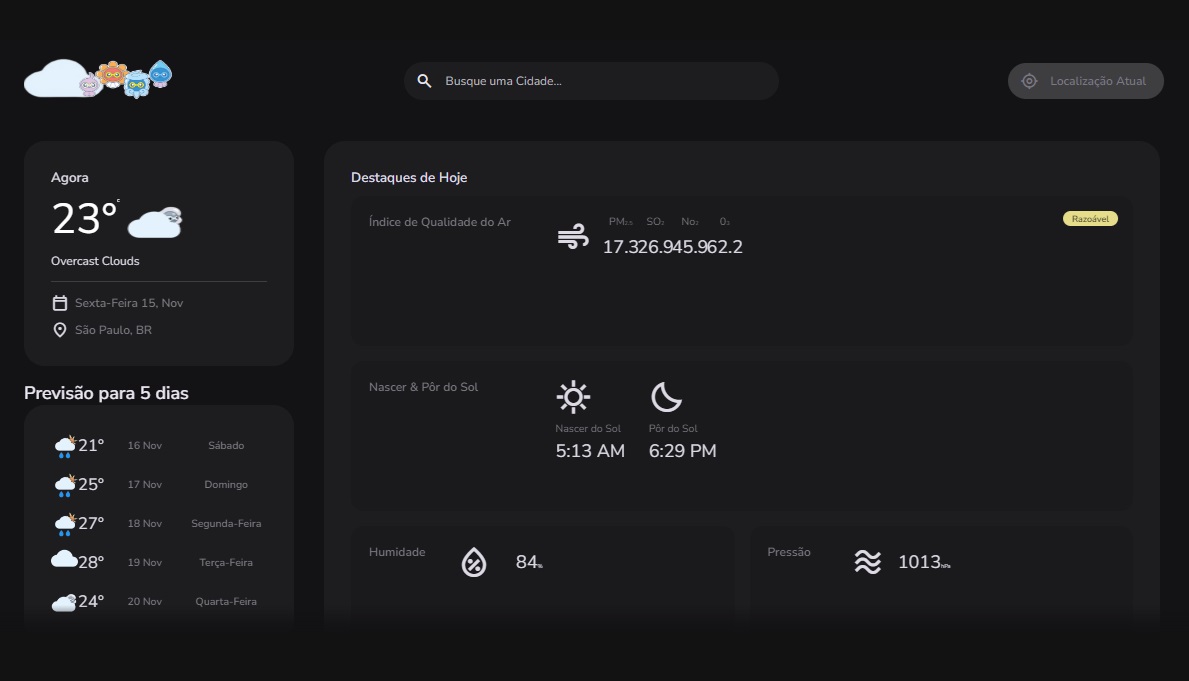 Busque uma Cidade...
Localização Atual
Agora
23°c
Overcast Clouds
Sexta-Feira 15, Nov
São Paulo, BR
Previsão para 5 dias
21° 16 Nov Sábado
25° 17 Nov Domingo
27° 18 Nov Segunda-Feira
28° 19 Nov Terça-Feira
24° 20 Nov Quarta-Feira
Destaques de Hoje
Índice de Qualidade do Ar
PM2.5 SO2 No2 O3
17.326.945.962.2
Razoável
Nascer & Pôr do Sol
Nascer do Sol Pôr do Sol
5:13 AM 6:29 PM
Humidade
84%
Pressão
1013hPa